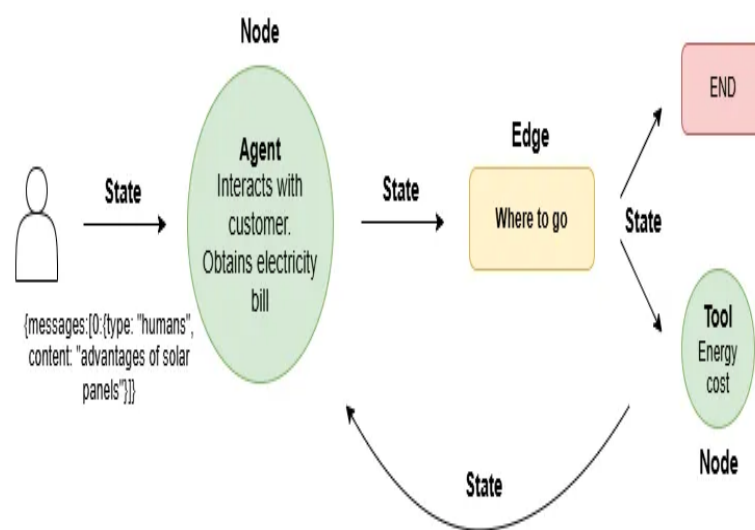 Node
Agent
Interacts with
customer.
Obtains electricity
bill
State
{messages:[0:{type: "humans",
content: "advantages of solar
panels"}]}
State
Edge
Where to go
END
State
Tool
Energy
cost
Node
State